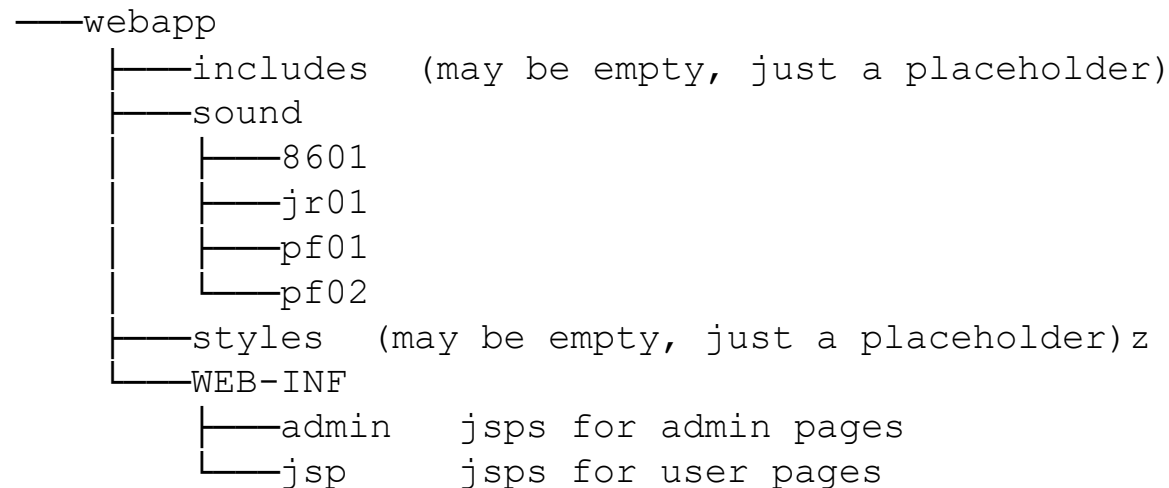 webapp
includes (may be empty, just a placeholder)
sound
8601
jr01
pf01
pf02
styles (may be empty, just a placeholder)z
WEB-INF
admin jsps for admin pages
jsp jsps for user pages